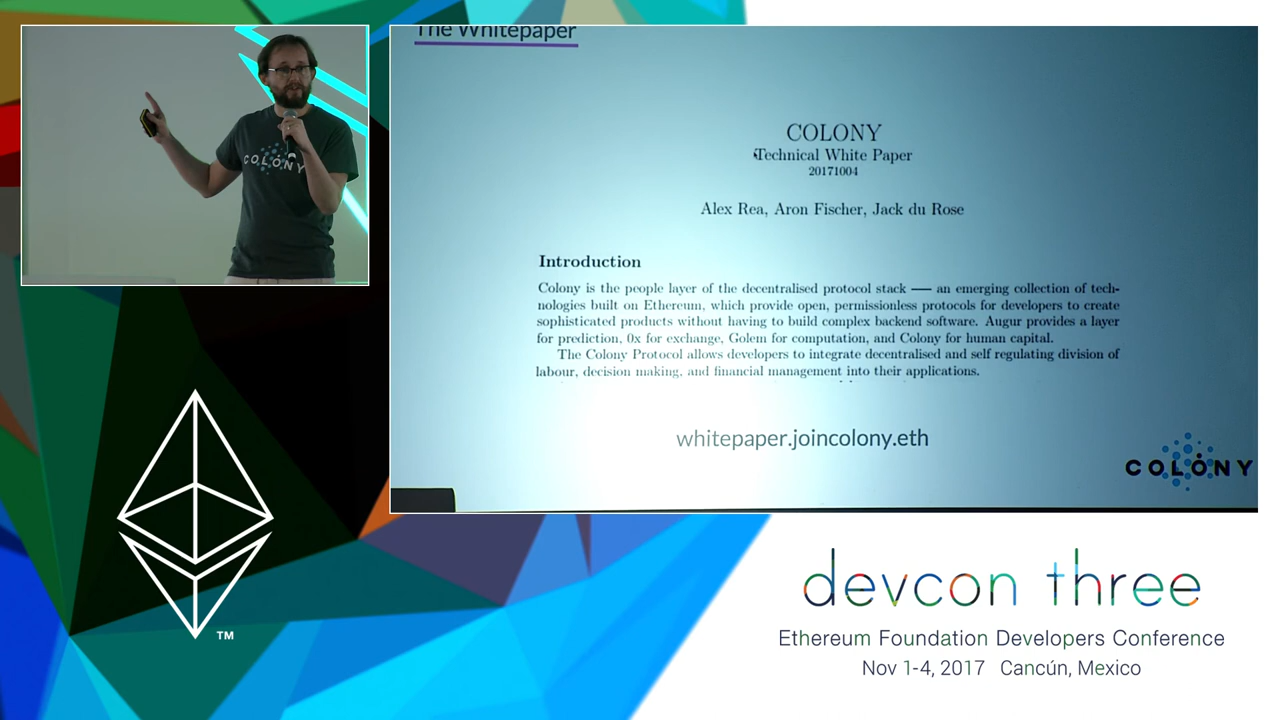 The Whitepaper
COLONY
COLONY
Technical White Paper
20171004
Alex Rea, Aron Fischer, Jack du Rose
Introduction
Colony is the people layer of the decentralised protocol stack — an emerging collection of tech-
nologies built on Ethereum, which provide open, permissionless protocols for developers to create
sophisticated products without having to build complex backend software. Augur provides a layer
for prediction, 0x for exchange, Golem for computation, and Colony for human capital.
The Colony Protocol allows developers to integrate decentralised and self regulating division of
labour, decision making, and financial management into their applications.
whitepaper.joincolony.eth
COLONY
TM
devcon three
Ethereum Foundation Developers Conference
Nov 1-4, 2017 Cancún, Mexico